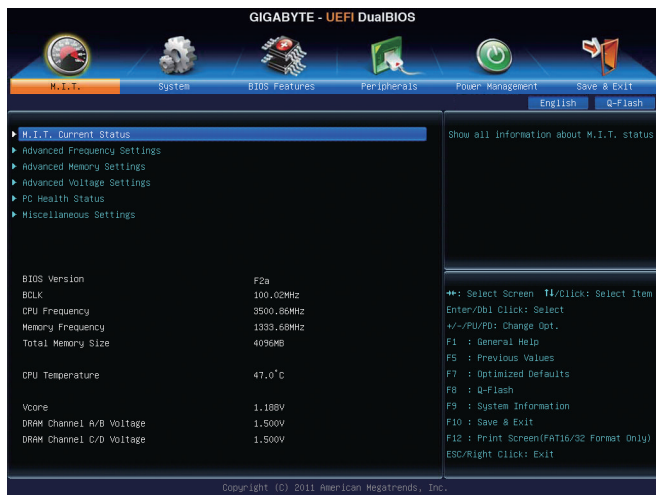 GIGABYTE - UEFI DualBIOS
M.I.T. System BIOS Features Peripherals Power Management Save & Exit
English Q-Flash
M.I.T. Current Status
Advanced Frequency Settings
Advanced Memory Settings
Advanced Voltage Settings
PC Health Status
Miscellaneous Settings
Show all information about M.I.T. status
BIOS Version F2a
BCLK 100.02MHz
CPU Frequency 3500.86MHz
Memory Frequency 1333.68MHz
Total Memory Size 4096MB
CPU Temperature 47.0°C
Vcore 1.188V
DRAM Channel A/B Voltage 1.500V
DRAM Channel C/D Voltage 1.500V
→←: Select Screen ↑↓/Click: Select Item
Enter/Dbl Click: Select
+/-/PU/PD: Change Opt.
F1 : General Help
F5 : Previous Values
F7 : Optimized Defaults
F8 : Q-Flash
F9 : System Information
F10 : Save & Exit
F12 : Print Screen(FAT16/32 Format Only)
ESC/Right Click: Exit
Copyright (C) 2011 American Megatrends, Inc.